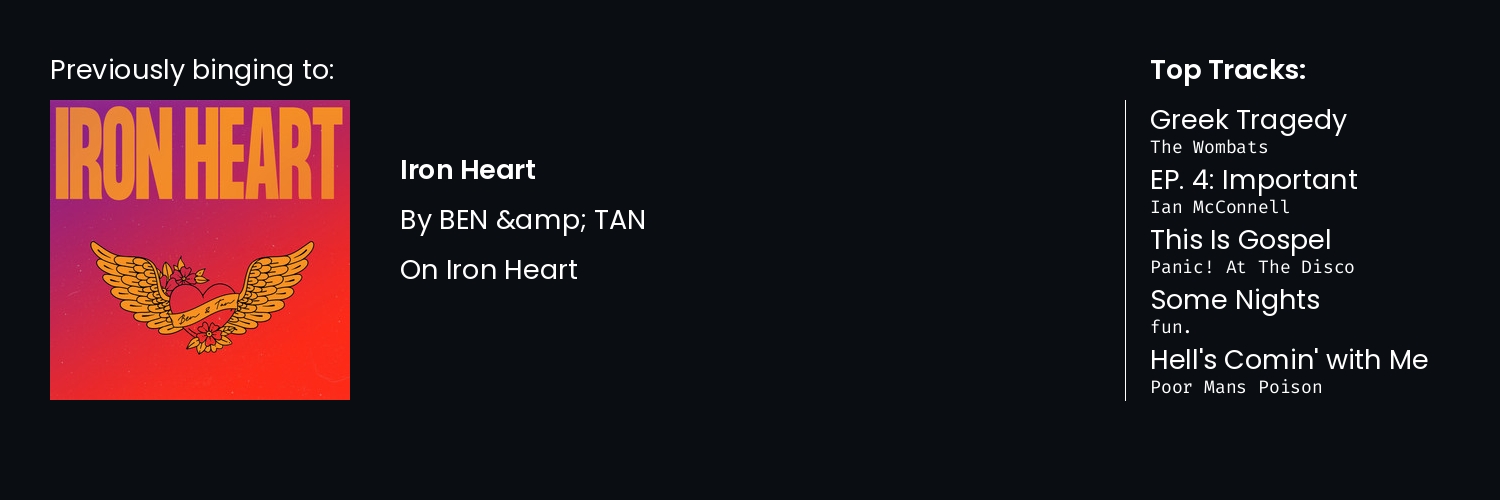 Previously binging to:
IRON HEART
Ben & Tan
Iron Heart
By BEN &amp; TAN
On Iron Heart
Top Tracks:
Greek Tragedy
The Wombats
EP. 4: Important
Ian McConnell
This Is Gospel
Panic! At The Disco
Some Nights
fun.
Hell's Comin' with Me
Poor Mans Poison